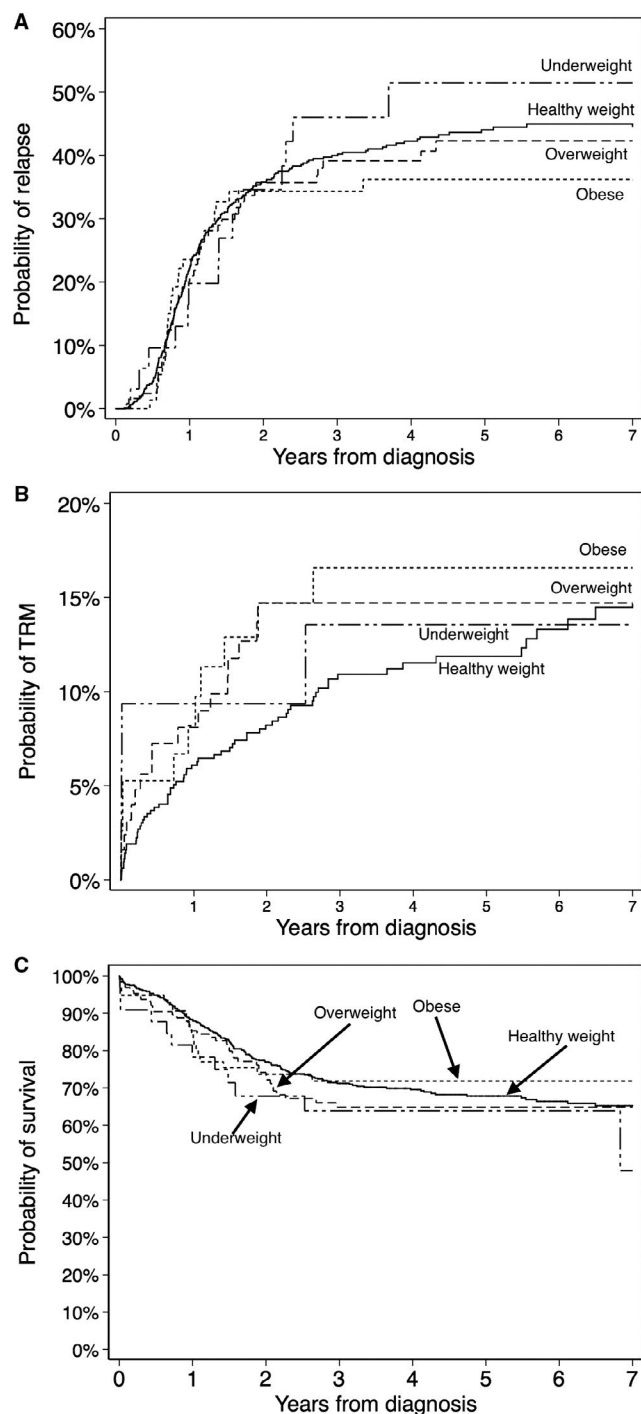 A
60%
50%
40%
30%
20%
10%
0%
Probability of relapse
Underweight
Healthy weight
Overweight
Obese
0 1 2 3 4 5 6 7
Years from diagnosis
B
20%
15%
10%
5%
0%
Probability of TRM
Obese
Overweight
Underweight
Healthy weight
1 2 3 4 5 6 7
Years from diagnosis
C
100%
90%
80%
70%
60%
50%
40%
30%
20%
10%
0%
Probability of survival
Overweight
Obese
Healthy weight
Underweight
0 1 2 3 4 5 6 7
Years from diagnosis